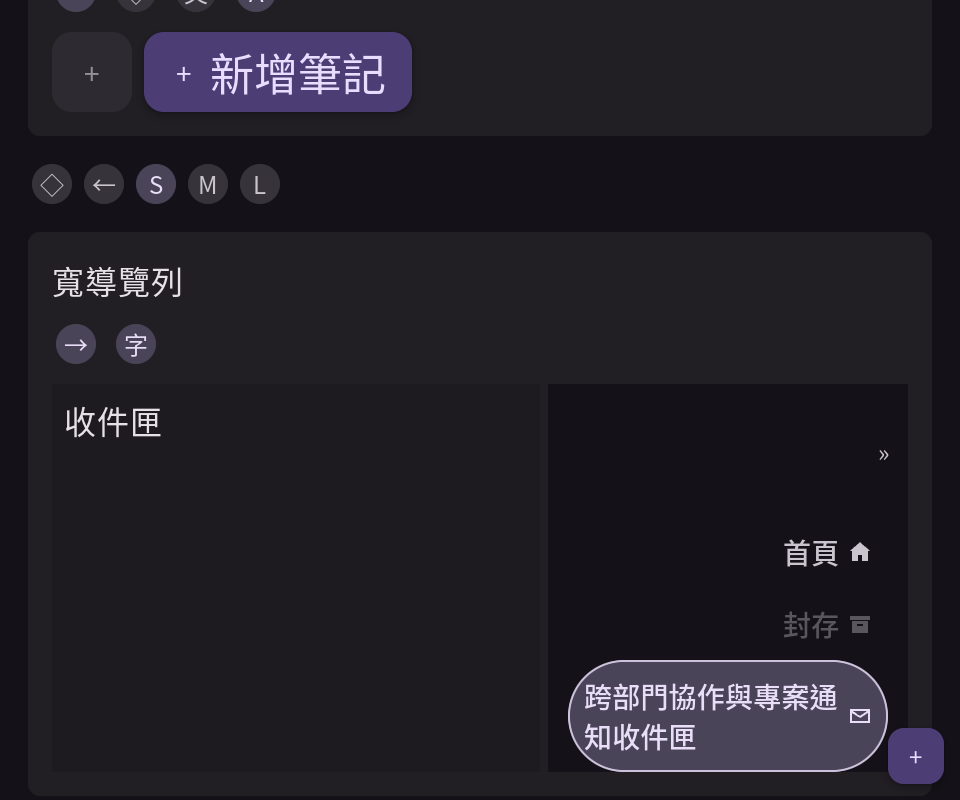 +
+ 新增筆記
◇ ← S M L
寬導覽列
→ 字
收件匣
»
首頁
封存
跨部門協作與專案通
知收件匣
+